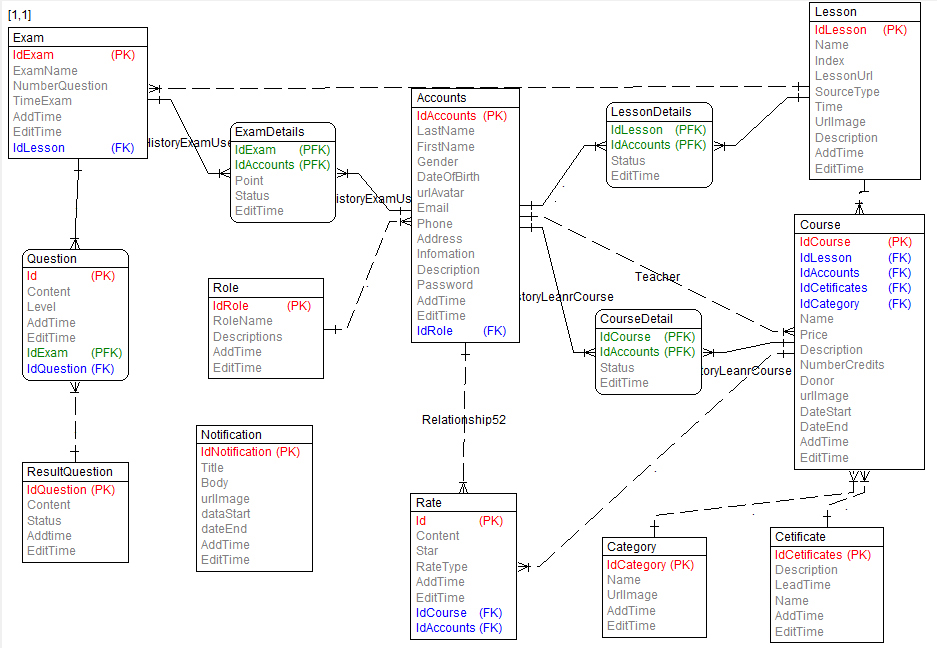 [1,1]
Exam
IdExam (PK)
ExamName
NumberQuestion
TimeExam
AddTime
EditTime
IdLesson (FK)
HistoryExamUse
ExamDetails
IdExam (PFK)
IdAccounts (PFK)
Point
Status
EditTime
istoryExamUs
Accounts
IdAccounts (PK)
LastName
FirstName
Gender
DateOfBirth
urlAvatar
Email
Phone
Address
Infomation
Description
Password
AddTime
EditTime
IdRole (FK)
LessonDetails
IdLesson (PFK)
IdAccounts (PFK)
Status
EditTime
Lesson
IdLesson (PK)
Name
Index
LessonUrl
SourceType
Time
UrlImage
Description
AddTime
EditTime
Question
Id (PK)
Content
Level
AddTime
EditTime
IdExam (PFK)
IdQuestion (FK)
Role
IdRole (PK)
RoleName
Descriptions
AddTime
EditTime
Teacher
storyLeanrCourse
CourseDetail
IdCourse (PFK)
IdAccounts (PFK)
Status
EditTime
oryLeanrCourse
Course
IdCourse (PK)
IdLesson (FK)
IdAccounts (FK)
IdCetificates (FK)
IdCategory (FK)
Name
Price
Description
NumberCredits
Donor
urlImage
DateStart
DateEnd
AddTime
EditTime
Relationship52
ResultQuestion
IdQuestion (PK)
Content
Status
Addtime
EditTime
Notification
IdNotification (PK)
Title
Body
urlImage
dataStart
dateEnd
AddTime
EditTime
Rate
Id (PK)
Content
Star
RateType
AddTime
EditTime
IdCourse (FK)
IdAccounts (FK)
Category
IdCategory (PK)
Name
UrlImage
AddTime
EditTime
Cetificate
IdCetificates (PK)
Description
LeadTime
Name
AddTime
EditTime